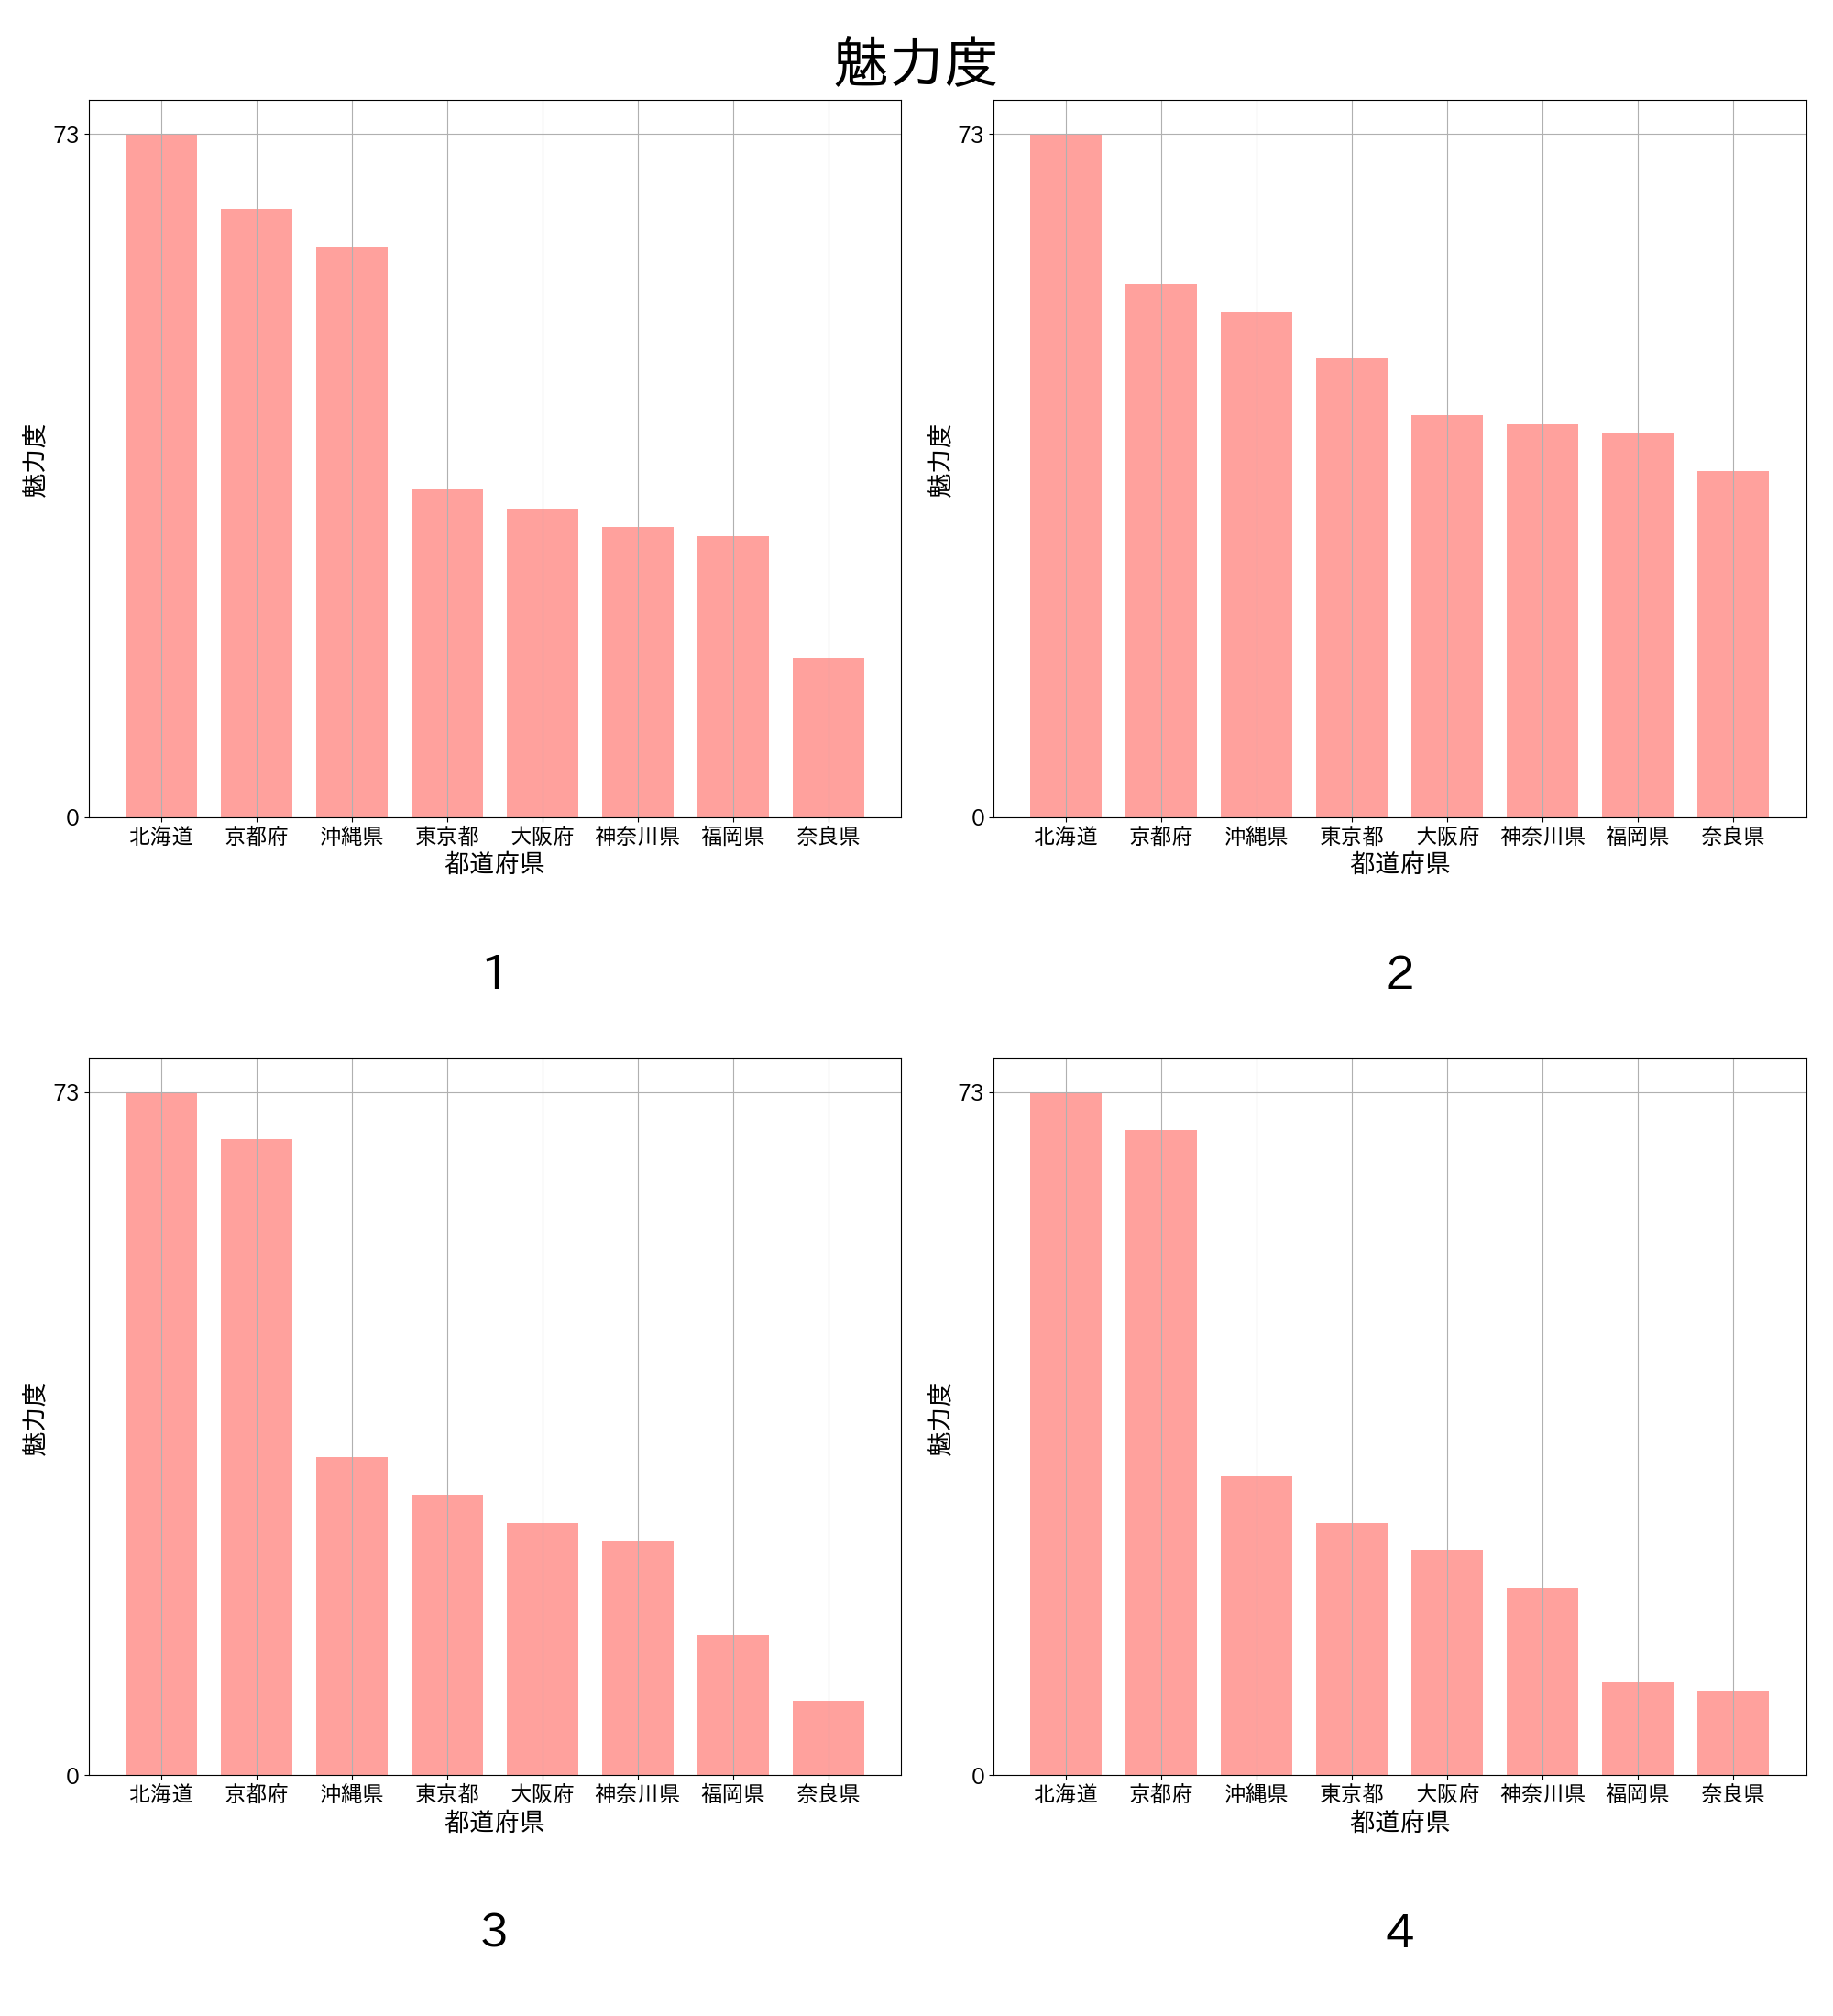 魅力度
73
魅力度
0
北海道 京都府 沖縄県 東京都 大阪府 神奈川県 福岡県 奈良県
都道府県
1
73
魅力度
0
北海道 京都府 沖縄県 東京都 大阪府 神奈川県 福岡県 奈良県
都道府県
2
73
魅力度
0
北海道 京都府 沖縄県 東京都 大阪府 神奈川県 福岡県 奈良県
都道府県
3
73
魅力度
0
北海道 京都府 沖縄県 東京都 大阪府 神奈川県 福岡県 奈良県
都道府県
4